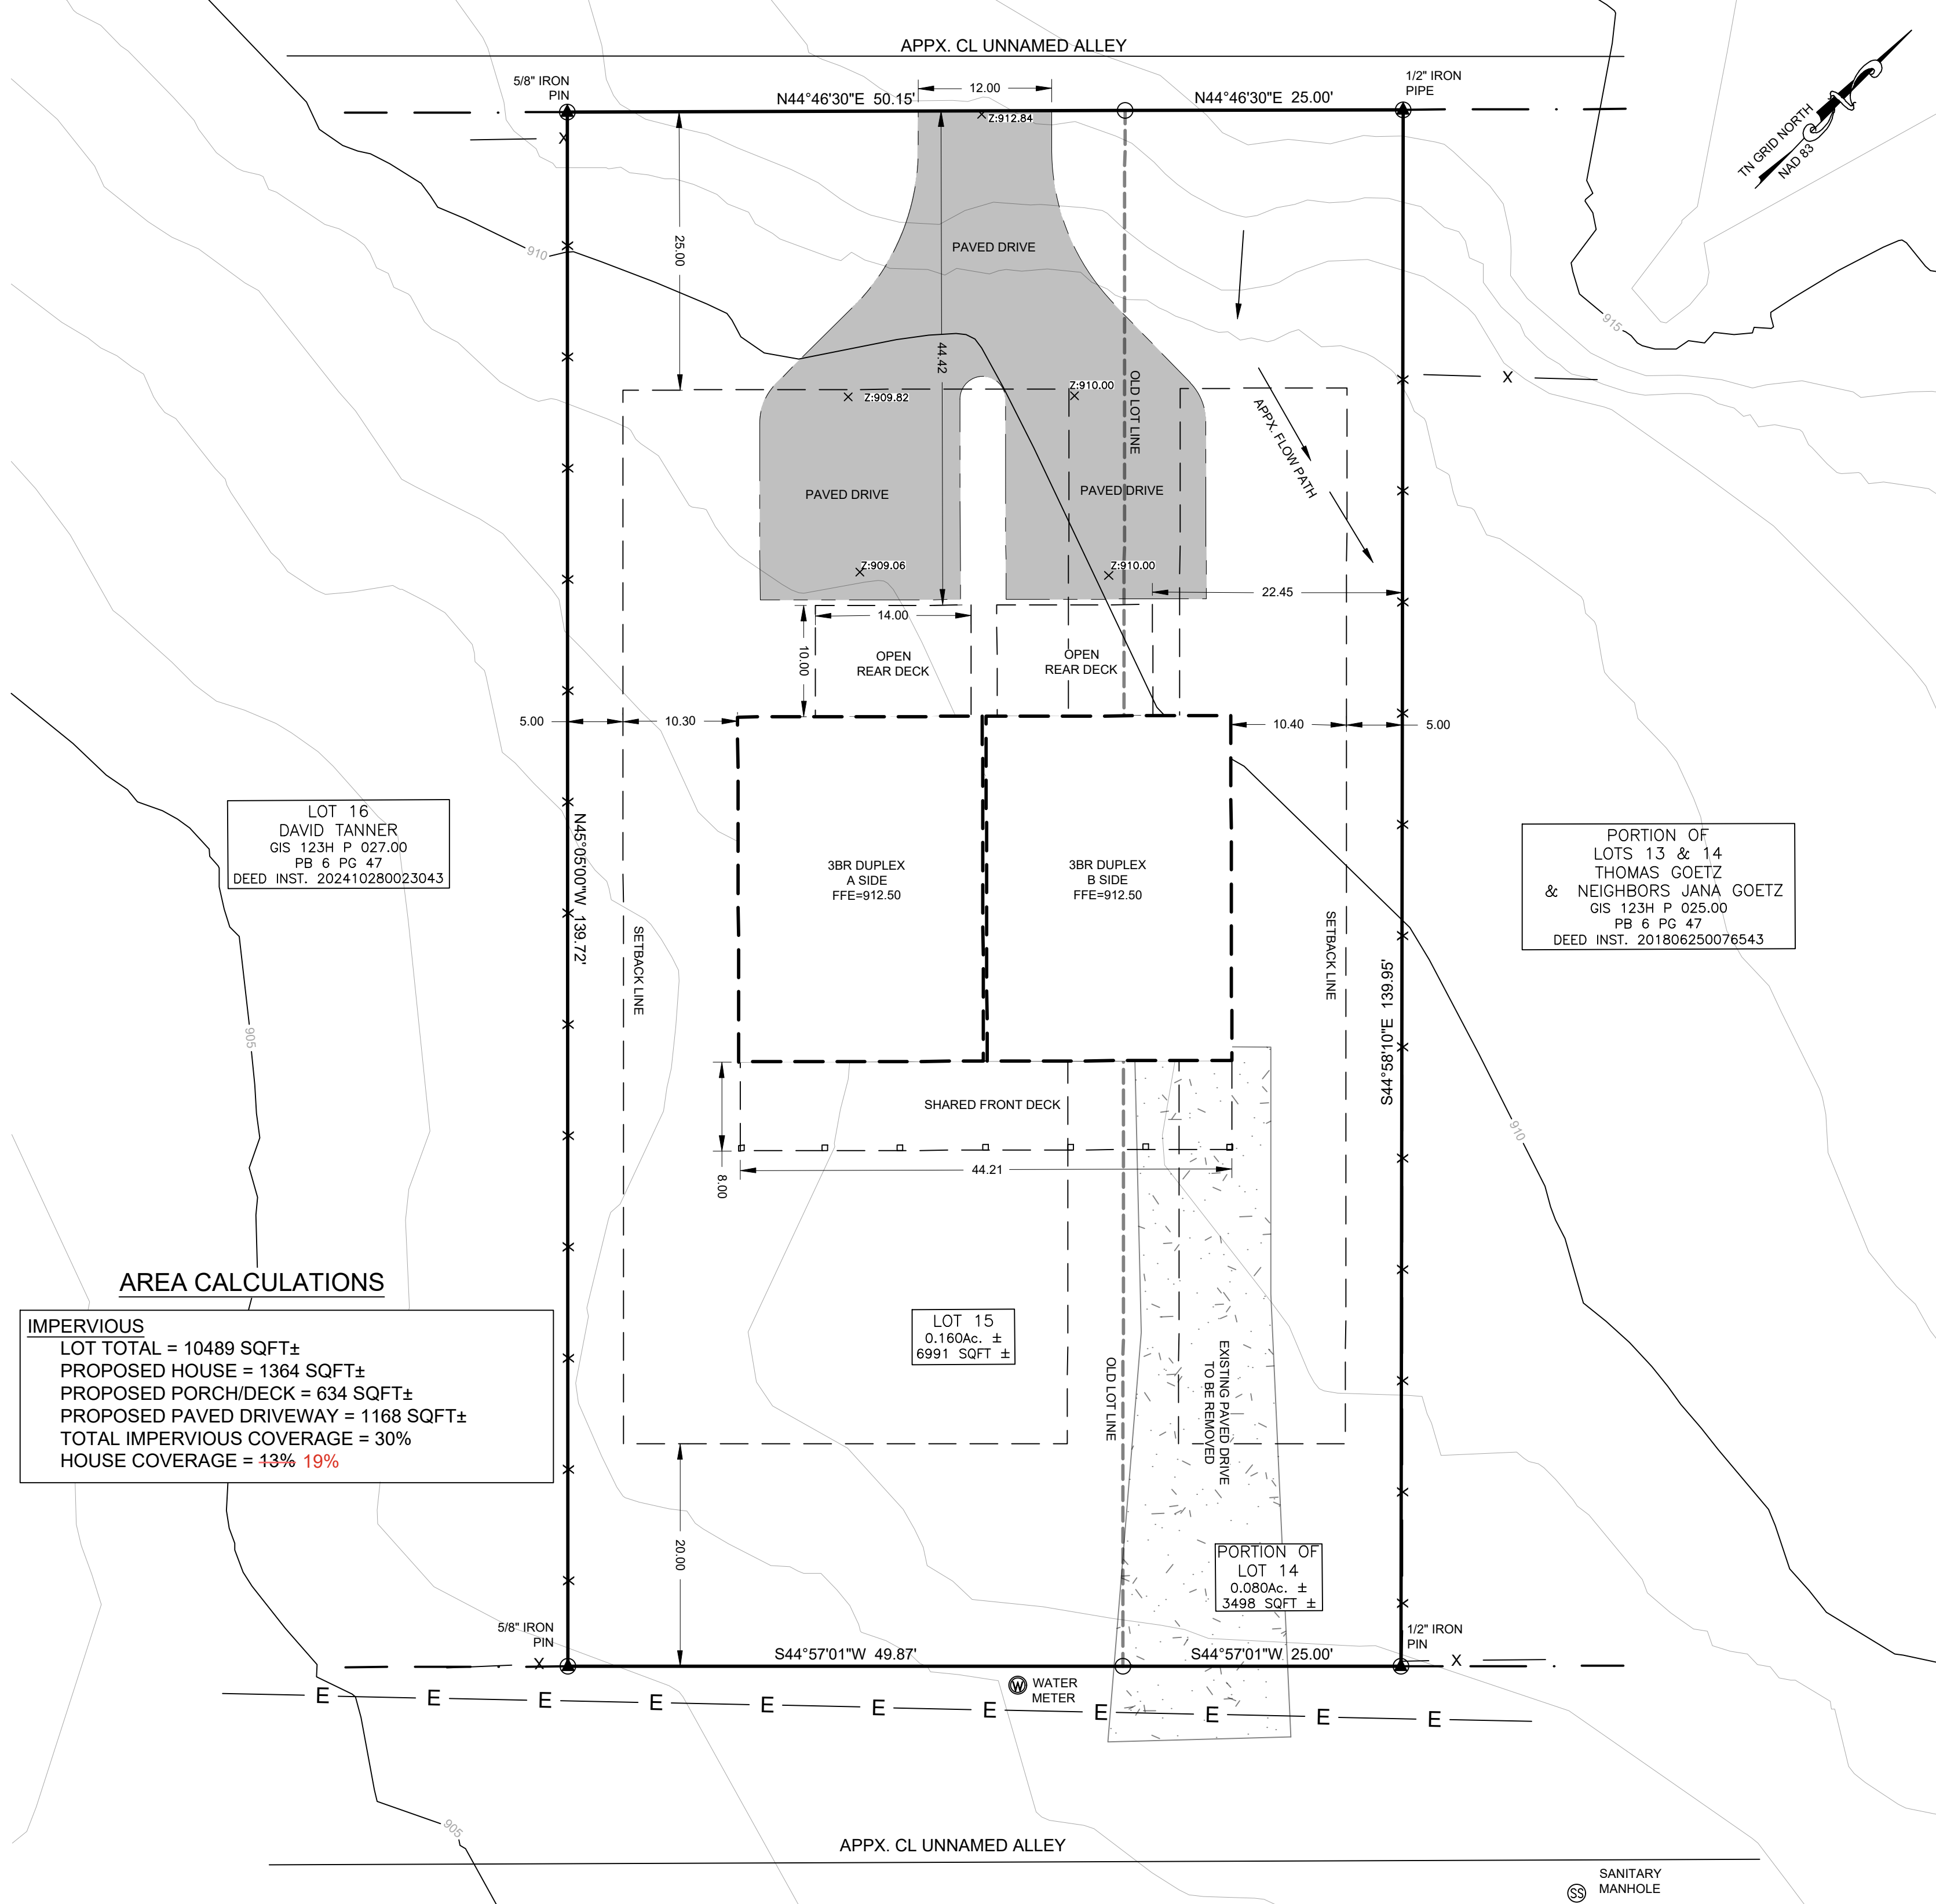 APPX. CL UNNAMED ALLEY
5/8" IRON
PIN
N44°46'30"E 50.15'
12.00
Z:912.84
N44°46'30"E 25.00'
1/2" IRON
PIPE
TN GRID NORTH
NAD 83
X
25.00
910
PAVED DRIVE
915
44.42
Z:909.82
Z:910.00
OLD LOT LINE
X
APPX. FLOW PATH
PAVED DRIVE
PAVED DRIVE
Z:909.06
Z:910.00
22.45
14.00
10.00
OPEN
REAR DECK
OPEN
REAR DECK
5.00
10.30
10.40
5.00
LOT 16
DAVID TANNER
GIS 123H P 027.00
PB 6 PG 47
DEED INST. 202410280023043
N45°05'00"W 139.72'
SETBACK LINE
3BR DUPLEX
A SIDE
FFE=912.50
3BR DUPLEX
B SIDE
FFE=912.50
SETBACK LINE
S44°58'10"E 139.95'
PORTION OF
LOTS 13 & 14
THOMAS GOETZ
& NEIGHBORS JANA GOETZ
GIS 123H P 025.00
PB 6 PG 47
DEED INST. 201806250076543
905
SHARED FRONT DECK
910
8.00
44.21
AREA CALCULATIONS
IMPERVIOUS
LOT TOTAL = 10489 SQFT±
PROPOSED HOUSE = 1364 SQFT±
PROPOSED PORCH/DECK = 634 SQFT±
PROPOSED PAVED DRIVEWAY = 1168 SQFT±
TOTAL IMPERVIOUS COVERAGE = 30%
HOUSE COVERAGE = 13% 19%
LOT 15
0.160Ac. ±
6991 SQFT ±
OLD LOT LINE
EXISTING PAVED DRIVE
TO BE REMOVED
20.00
PORTION OF
LOT 14
0.080Ac. ±
3498 SQFT ±
5/8" IRON
PIN
X
S44°57'01"W 49.87'
S44°57'01"W 25.00'
1/2" IRON
PIN
X
W WATER
METER
E E E E E E E E E E E
905
APPX. CL UNNAMED ALLEY
SS SANITARY
MANHOLE